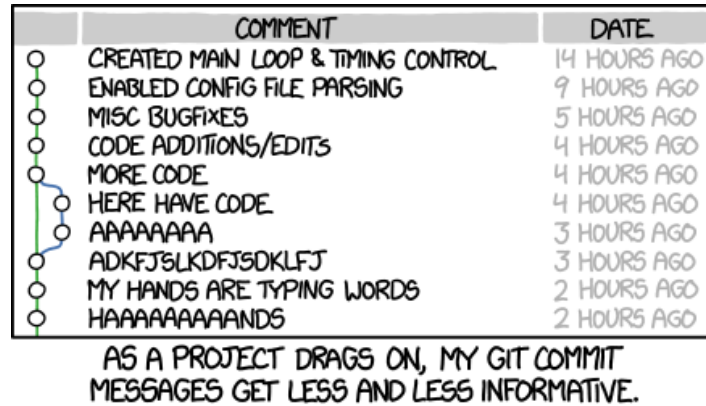 COMMENT DATE
CREATED MAIN LOOP & TIMING CONTROL 14 HOURS AGO
ENABLED CONFIG FILE PARSING 9 HOURS AGO
MISC BUGFIXES 5 HOURS AGO
CODE ADDITIONS/EDITS 4 HOURS AGO
MORE CODE 4 HOURS AGO
HERE HAVE CODE 4 HOURS AGO
AAAAAAAA 3 HOURS AGO
ADKFJSLKDFJSDKLFJ 3 HOURS AGO
MY HANDS ARE TYPING WORDS 2 HOURS AGO
HAAAAAAAAANDS 2 HOURS AGO
AS A PROJECT DRAGS ON, MY GIT COMMIT
MESSAGES GET LESS AND LESS INFORMATIVE.